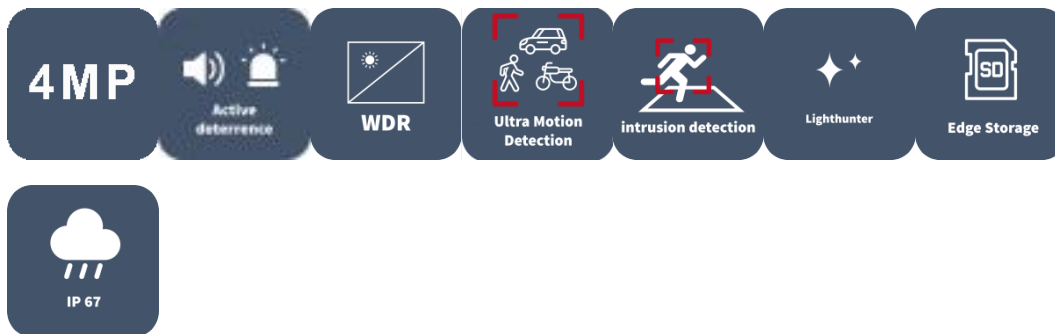 4MP
Active
deterrence
WDR
Ultra Motion
Detection
intrusion detection
Lighthunter
SD
Edge Storage
IP 67